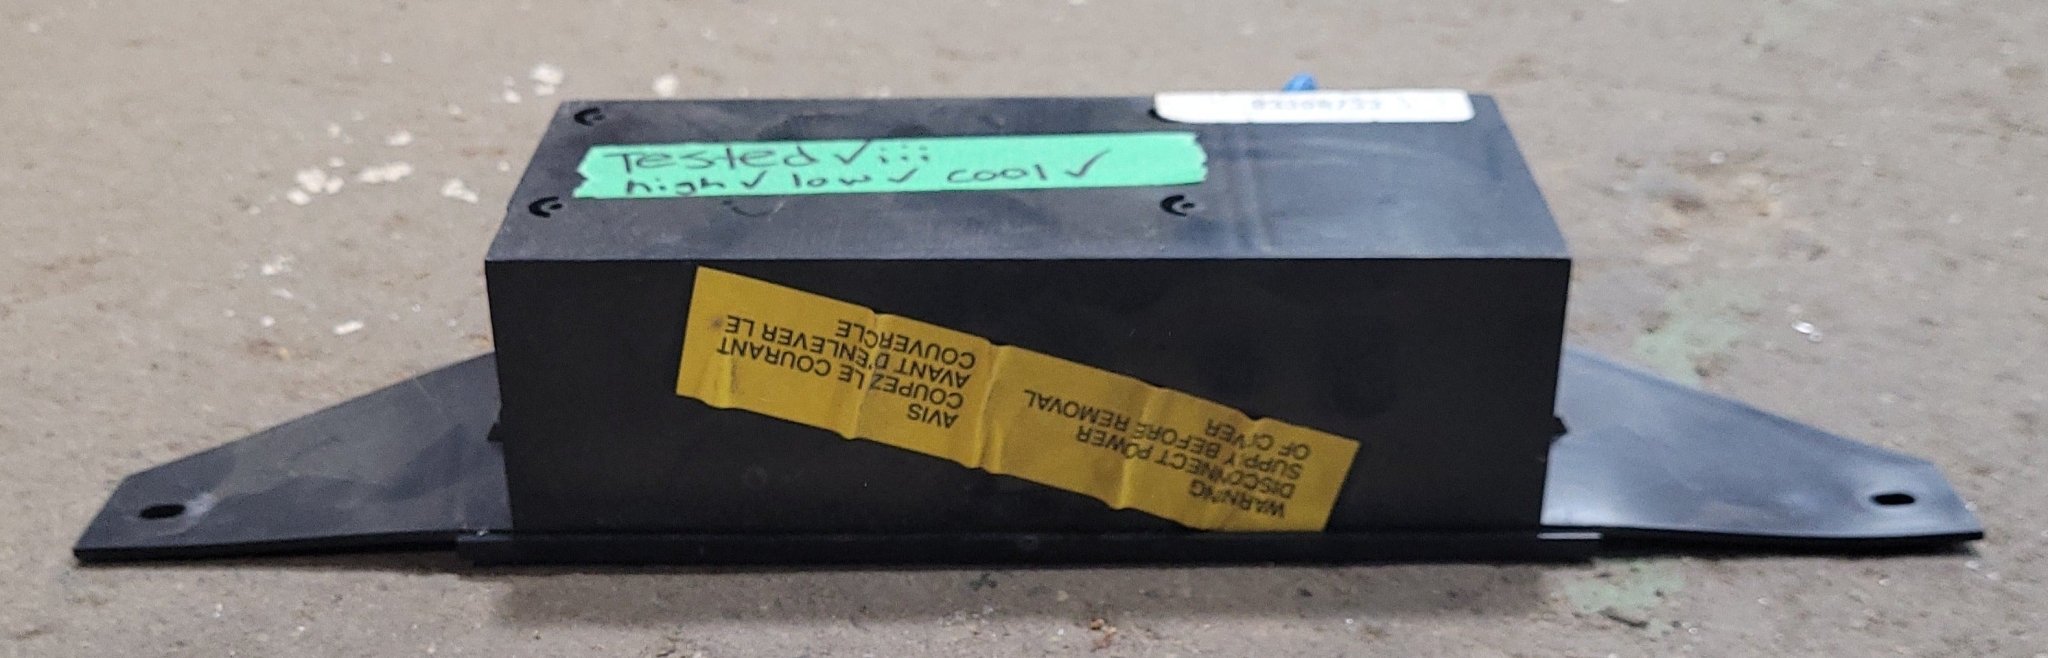 Tested ✓ iii
high ✓ low ✓ cool ✓
WARNING
DISCONNECT POWER
SUPPLY BEFORE REMOVAL
OF COVER
AVIS
COUPEZ LE COURANT
AVANT D'ENLEVER LE
COUVERCLE